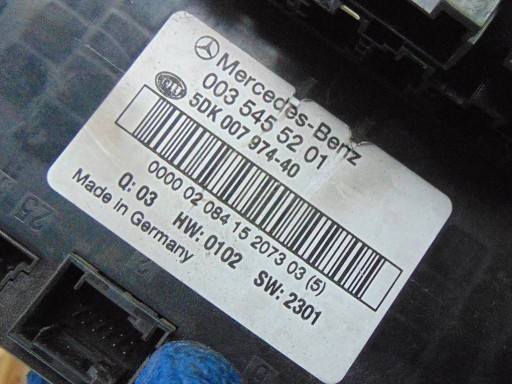 Mercedes-Benz
003 545 52 01
5DK 007 974-40
0000 02 084 15 2073 03 (5)
Q: 03 HW: 0102 SW: 2301
Made in Germany
25